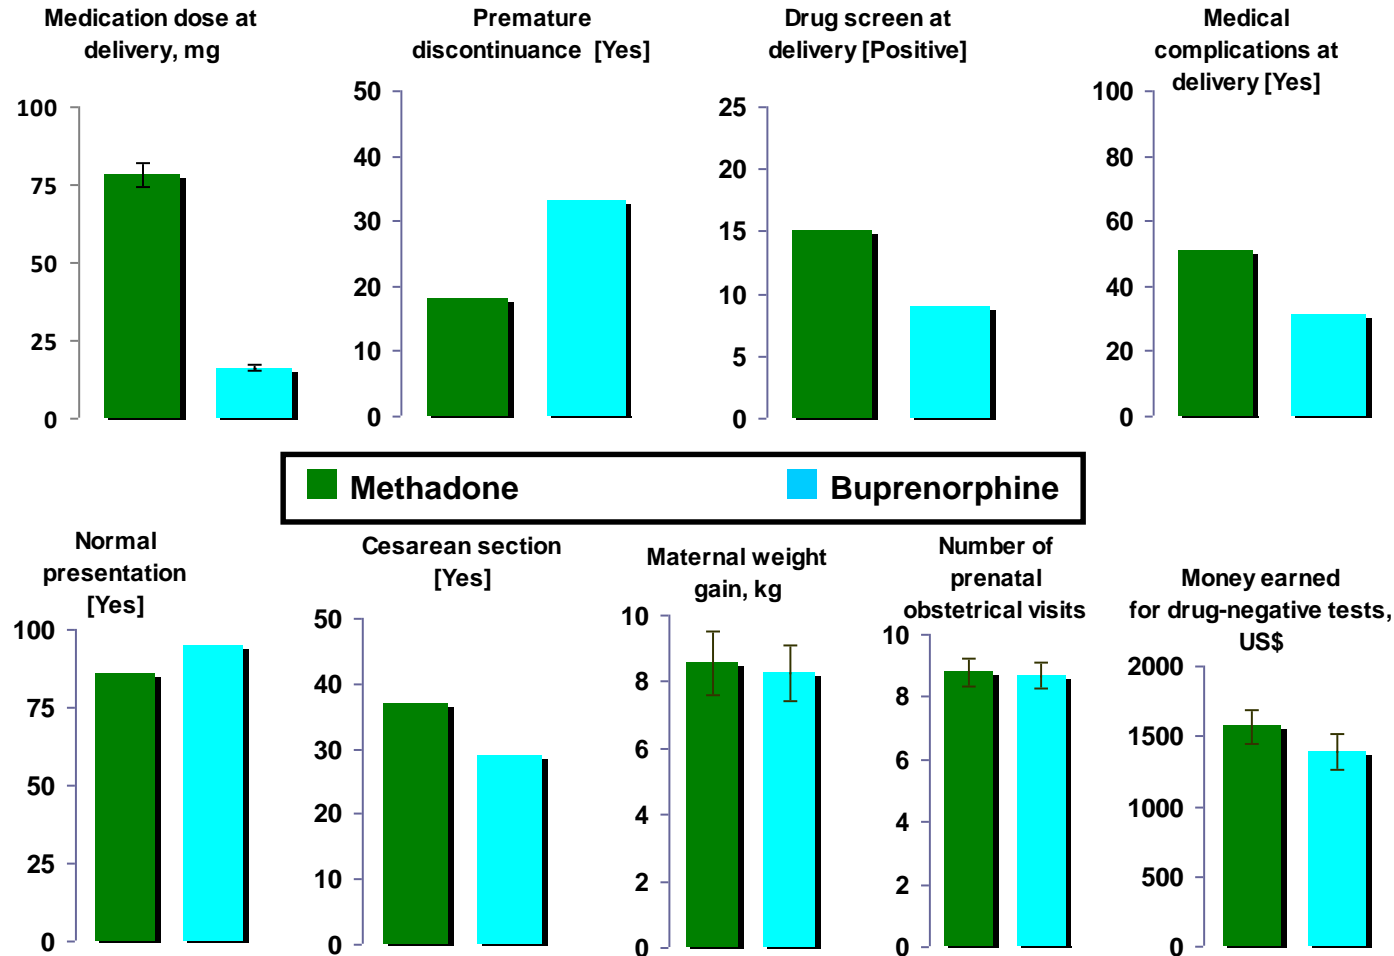 Medication dose at
delivery, mg
100
75
50
25
0
Premature
discontinuance [Yes]
50
40
30
20
10
0
Drug screen at
delivery [Positive]
25
20
15
10
5
0
Medical
complications at
delivery [Yes]
100
80
60
40
20
0
Methadone
Buprenorphine
Normal
presentation
[Yes]
100
75
50
25
0
Cesarean section
[Yes]
50
40
30
20
10
0
Maternal weight
gain, kg
10
8
6
4
2
0
Number of
prenatal
obstetrical visits
10
8
6
4
2
0
Money earned
for drug-negative tests,
US$
2000
1500
1000
500
0